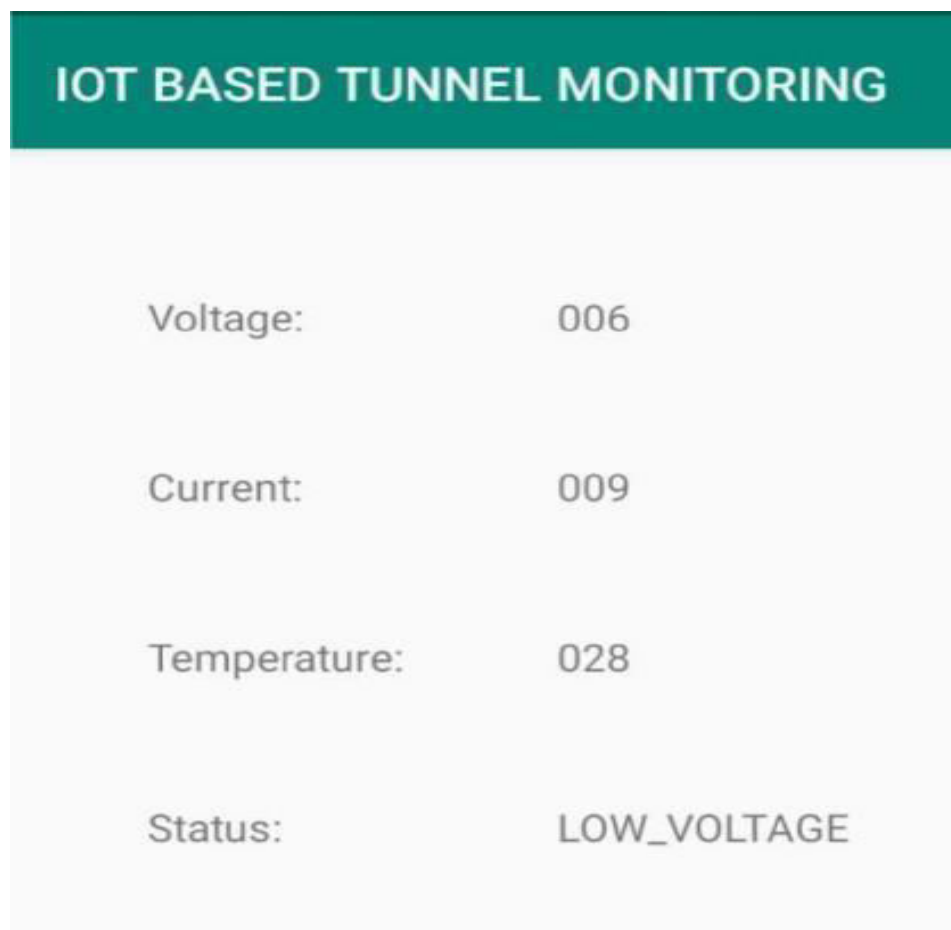 IOT BASED TUNNEL MONITORING
Voltage: 006
Current: 009
Temperature: 028
Status: LOW_VOLTAGE